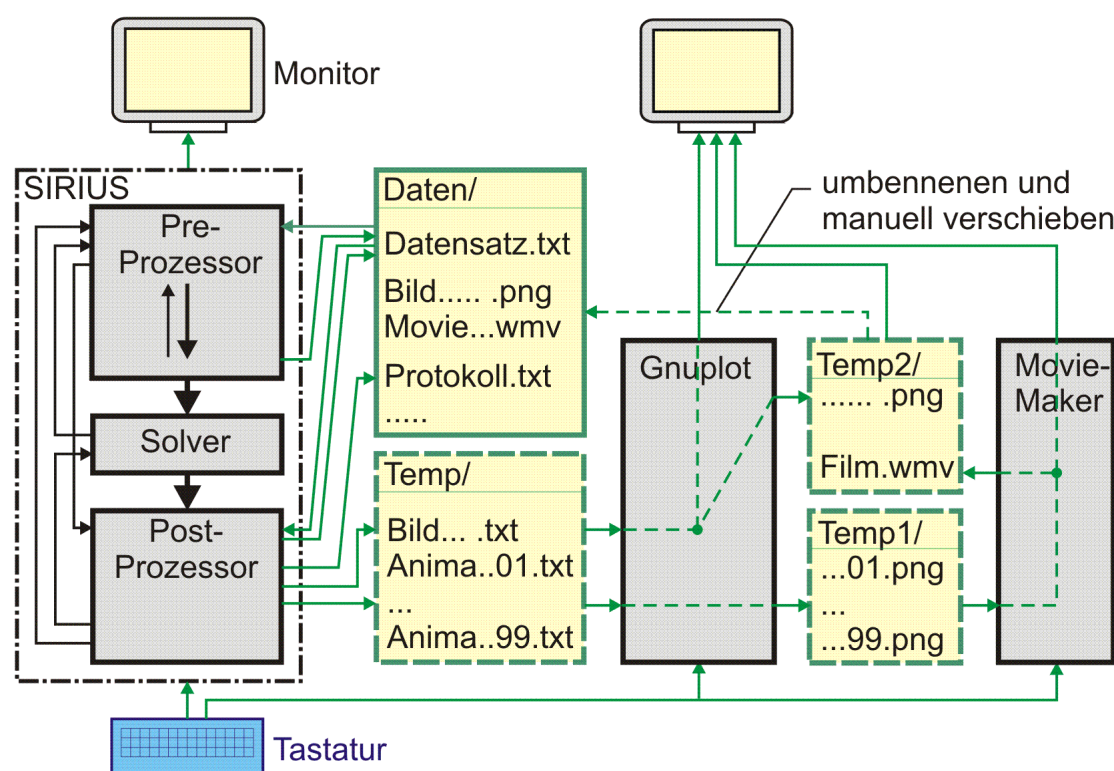 Monitor
SIRIUS
Pre-
Prozessor
Solver
Post-
Prozessor
Daten/
Datensatz.txt
Bild..... .png
Movie...wmv
Protokoll.txt
.....
Temp/
Bild... .txt
Anima..01.txt
...
Anima..99.txt
umbennenen und
manuell verschieben
Gnuplot
Temp2/
...... .png
Film.wmv
Temp1/
...01.png
...
...99.png
Movie-
Maker
Tastatur